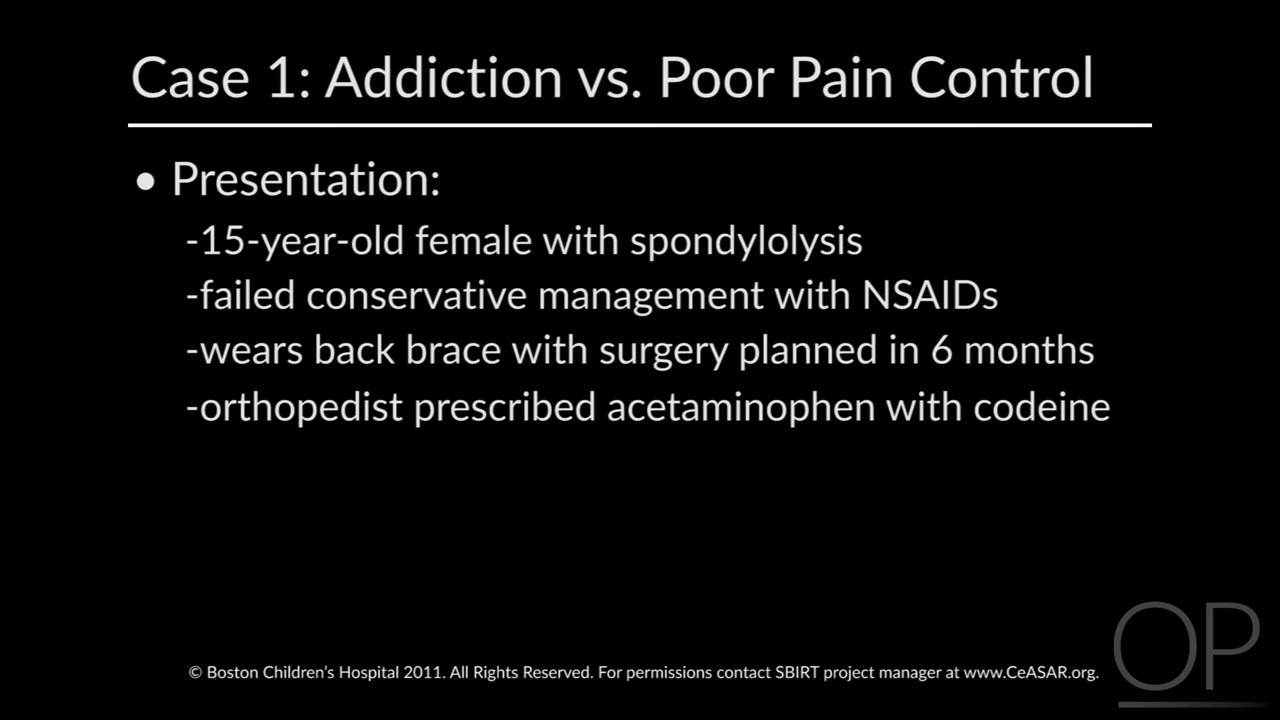 Case 1: Addiction vs. Poor Pain Control
• Presentation:
-15-year-old female with spondylolysis
-failed conservative management with NSAIDs
-wears back brace with surgery planned in 6 months
-orthopedist prescribed acetaminophen with codeine
© Boston Children's Hospital 2011. All Rights Reserved. For permissions contact SBIRT project manager at www.CeASAR.org.
OP